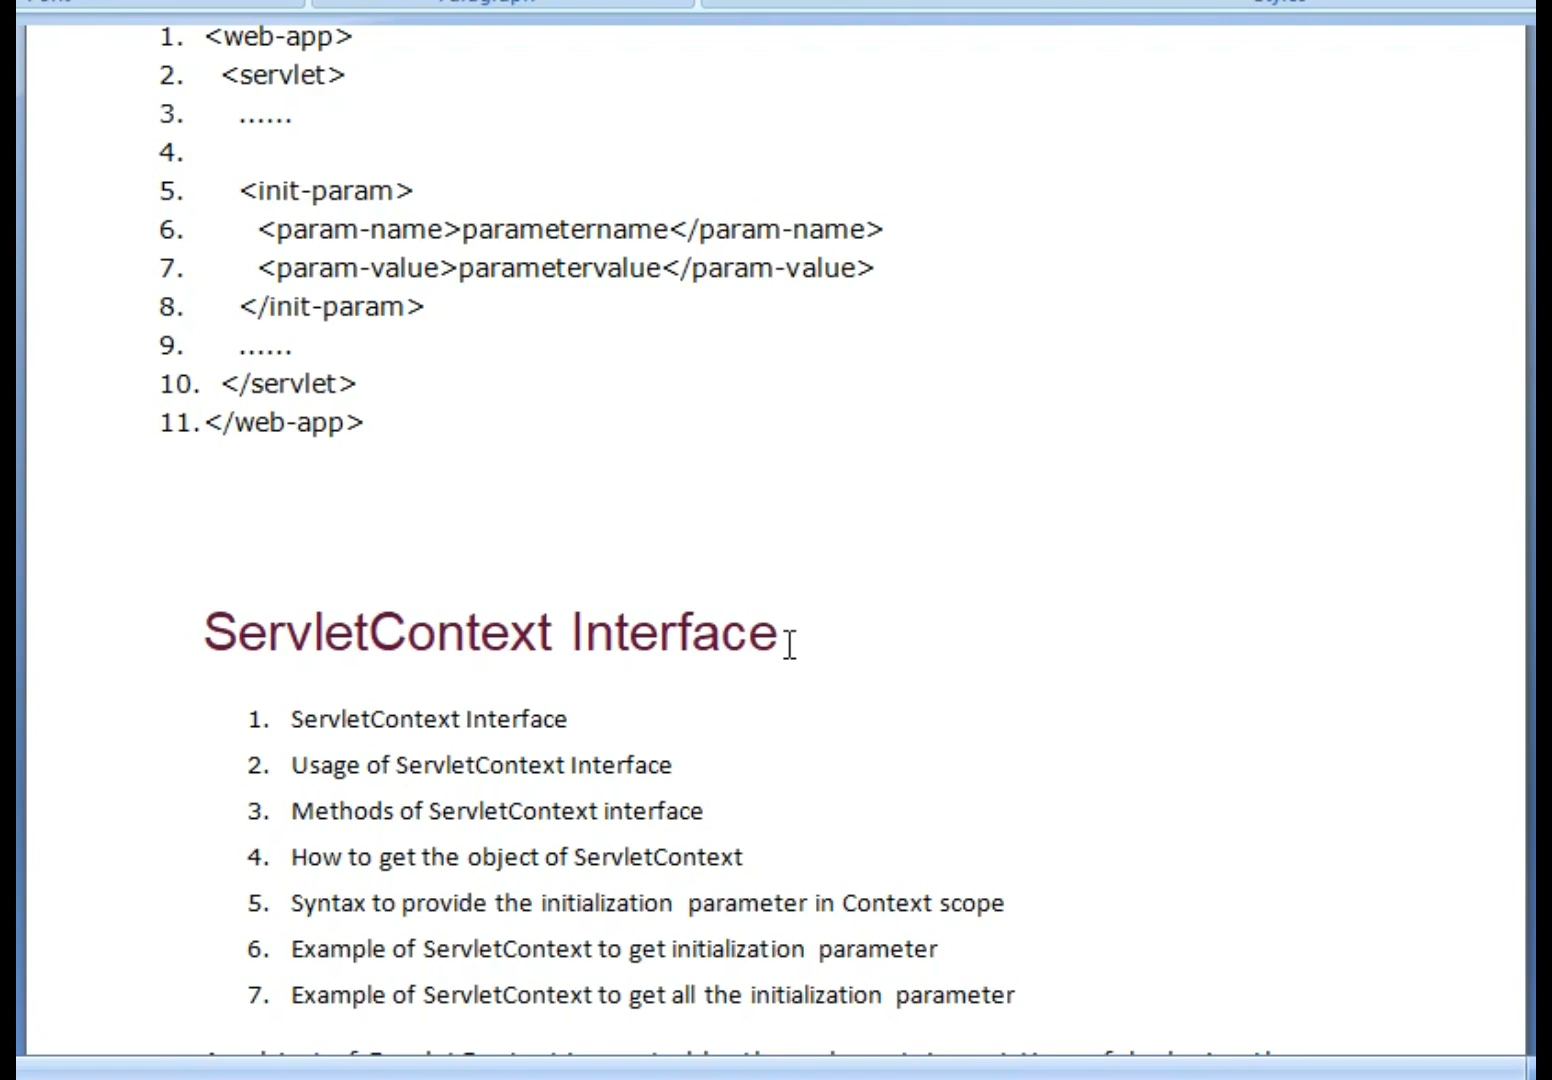 1. <web-app>
2. <servlet>
3. ......
4.
5. <init-param>
6. <param-name>parametername</param-name>
7. <param-value>parametervalue</param-value>
8. </init-param>
9. ......
10. </servlet>
11.</web-app>
ServletContext Interface
1. ServletContext Interface
2. Usage of ServletContext Interface
3. Methods of ServletContext interface
4. How to get the object of ServletContext
5. Syntax to provide the initialization parameter in Context scope
6. Example of ServletContext to get initialization parameter
7. Example of ServletContext to get all the initialization parameter